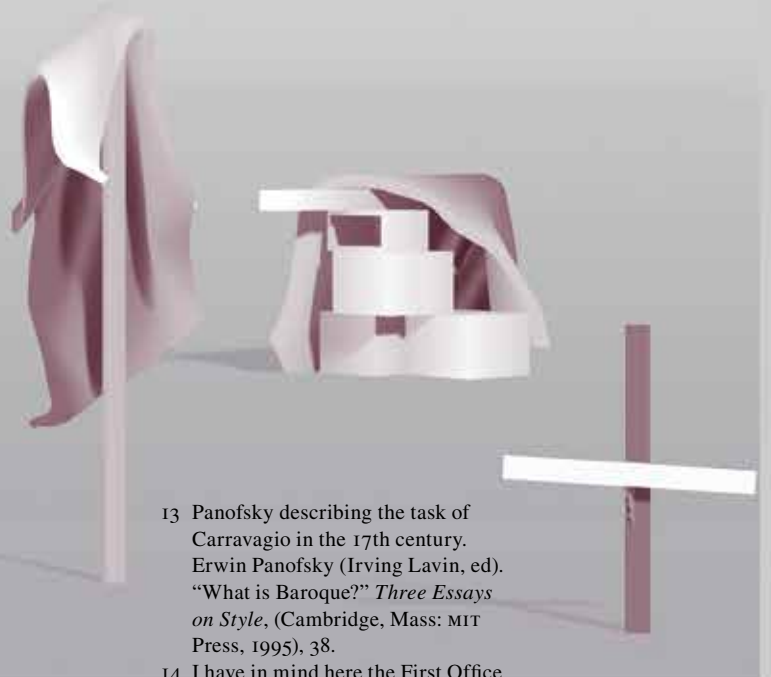 13 Panofsky describing the task of
Carravagio in the 17th century.
Erwin Panofsky (Irving Lavin, ed).
“What is Baroque?” Three Essays
on Style, (Cambridge, Mass: MIT
Press, 1995), 38.
14 I have in mind here the First Office